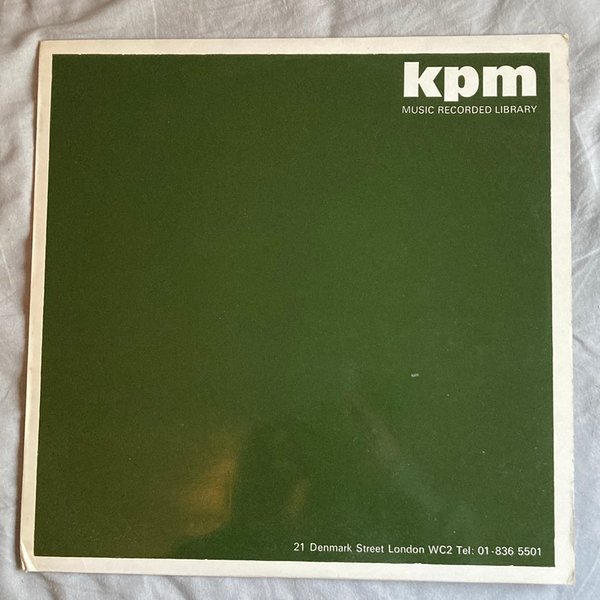 kpm
MUSIC RECORDED LIBRARY
21 Denmark Street London WC2 Tel: 01-836 5501